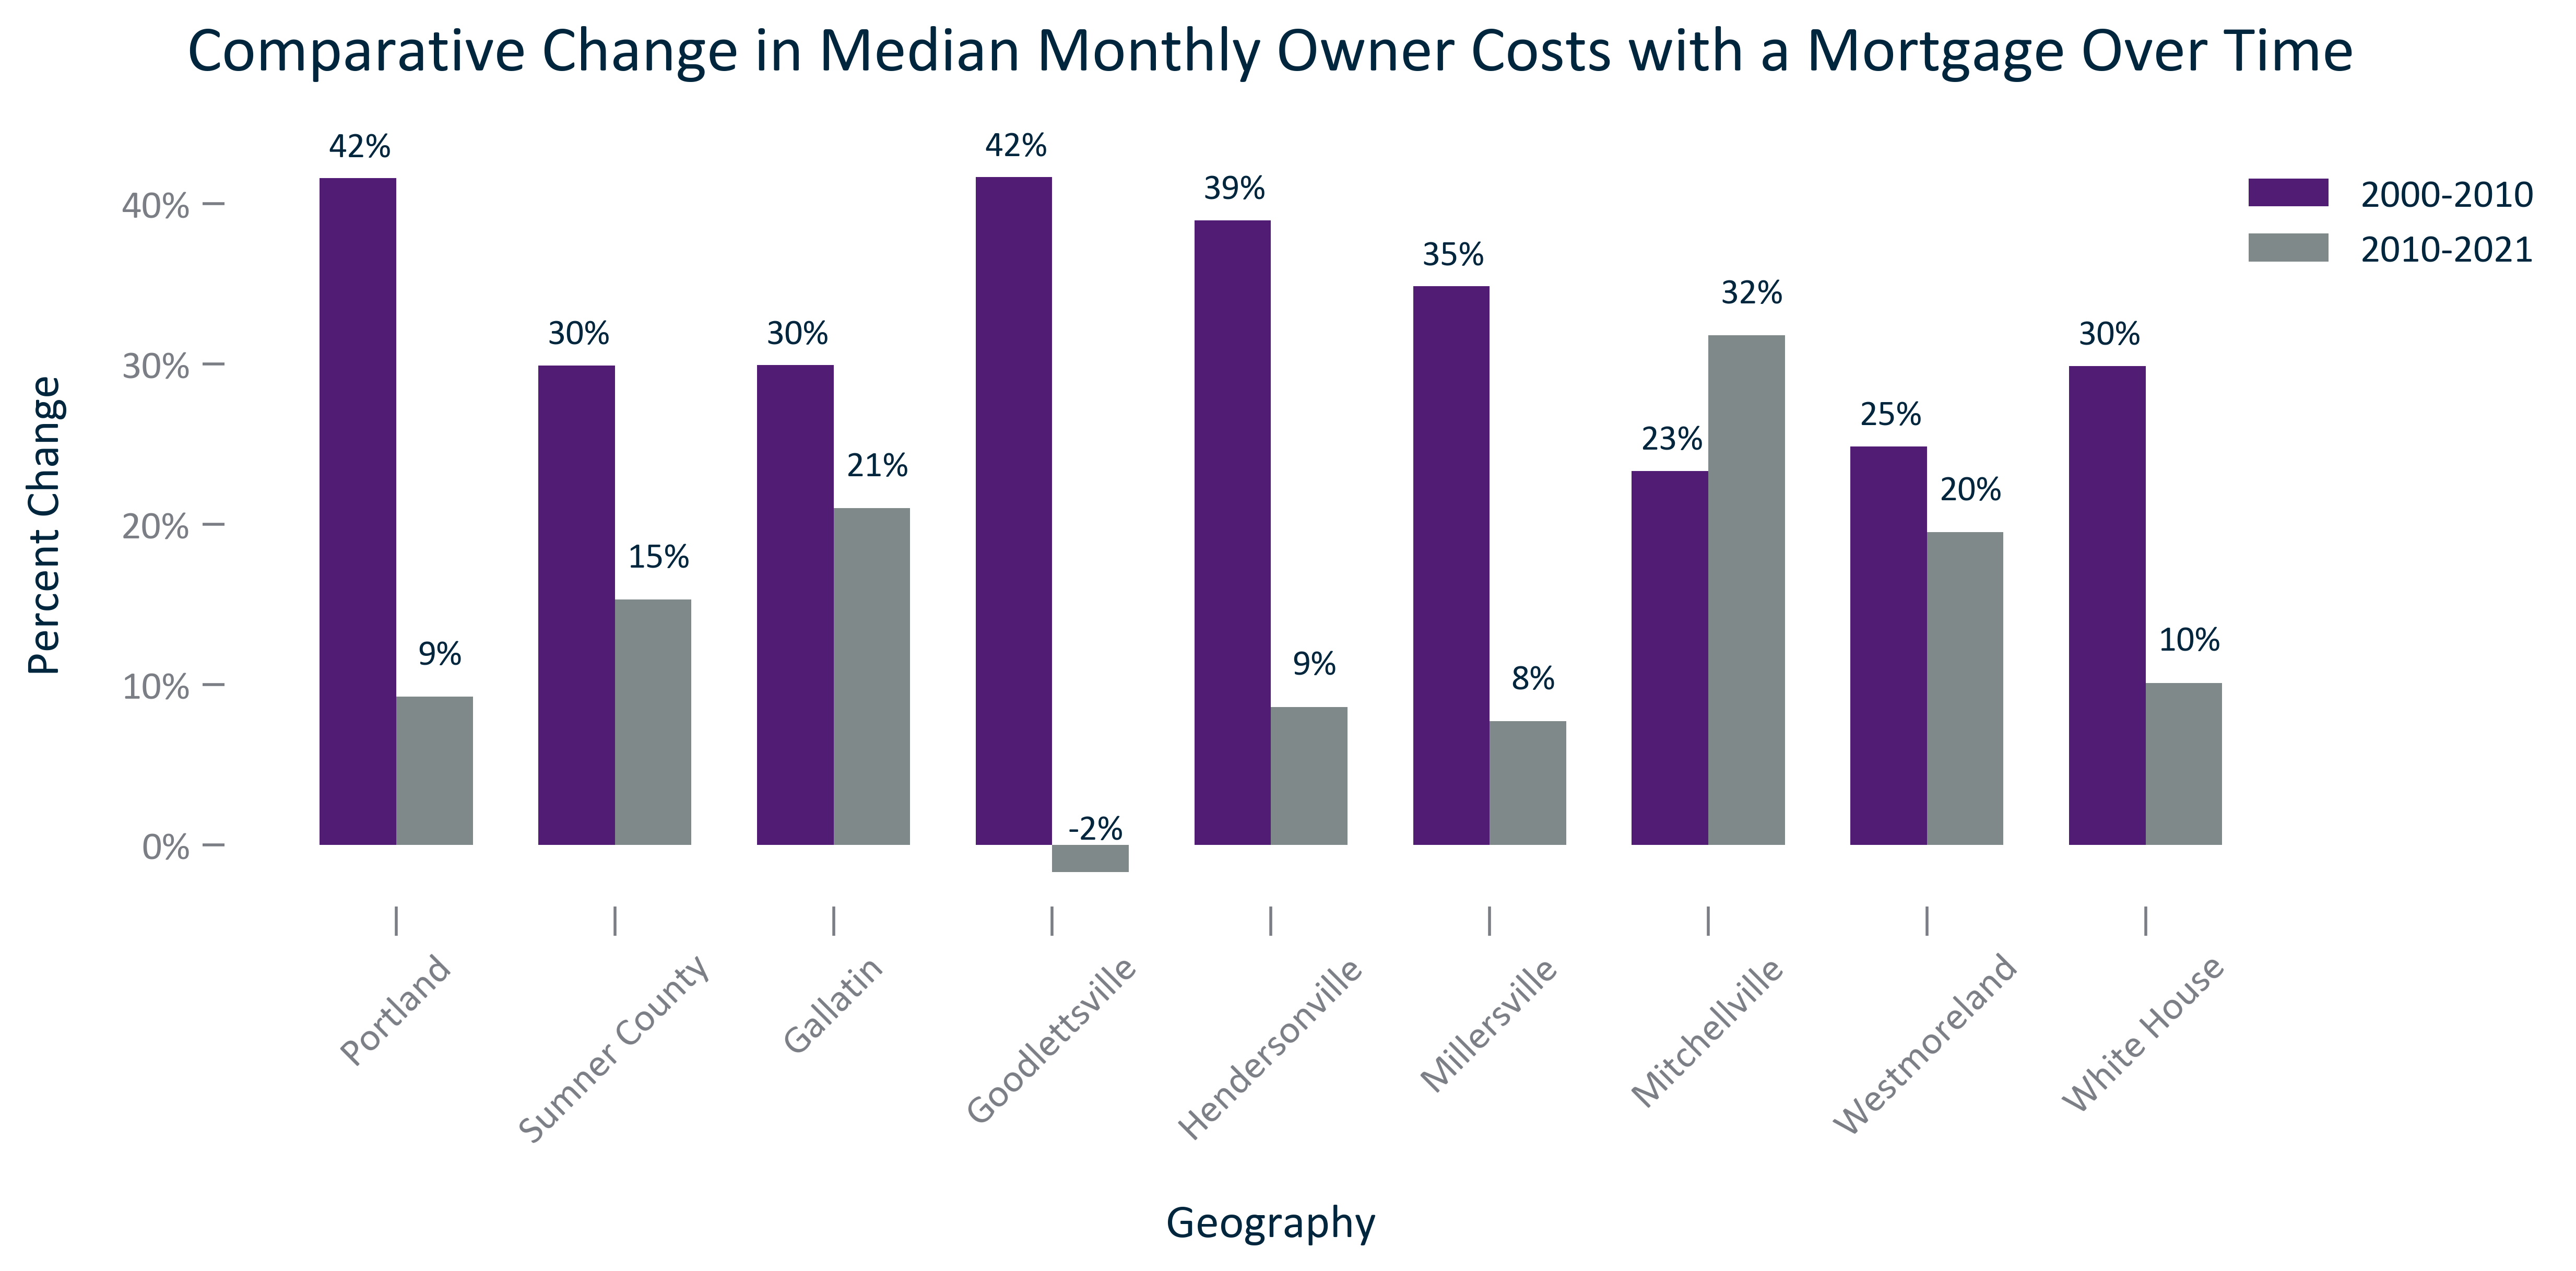 Comparative Change in Median Monthly Owner Costs with a Mortgage Over Time
42%
42%
39%
35%
32%
30%
30%
30%
25%
23%
21%
20%
15%
10%
9%
9%
8%
-2%
2000-2010
2010-2021
40%
30%
20%
10%
0%
Percent Change
Portland
Sumner County
Gallatin
Goodlettsville
Hendersonville
Millersville
Mitchellville
Westmoreland
White House
Geography